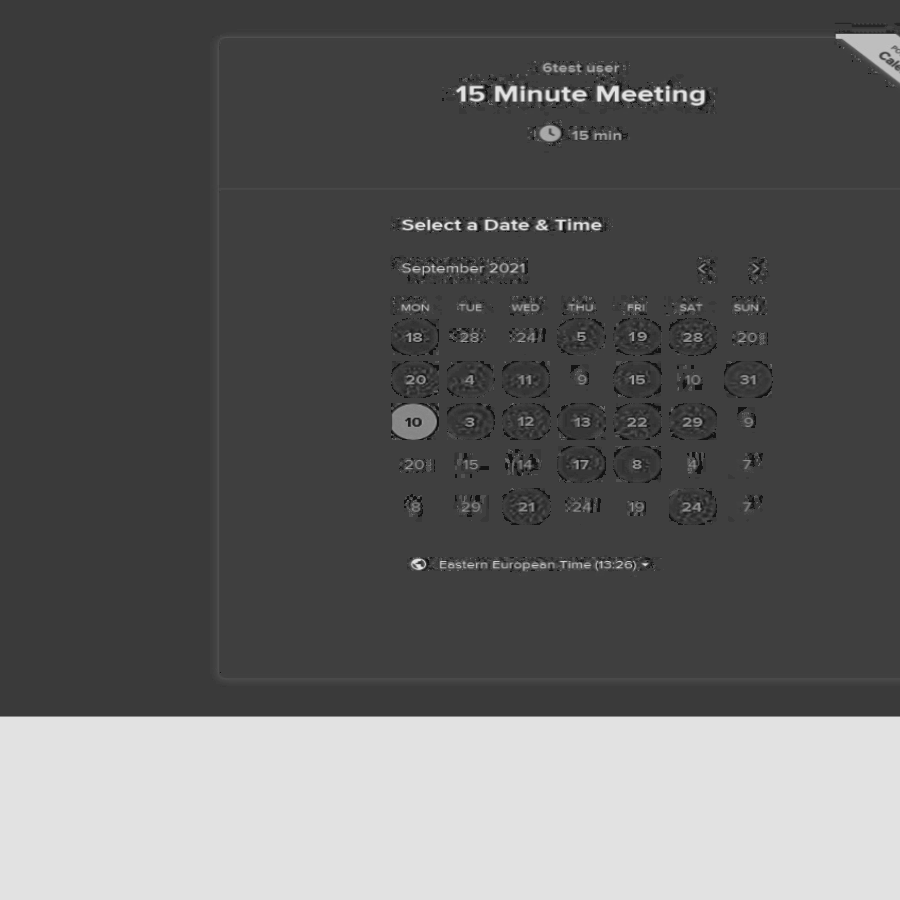 6test user
15 Minute Meeting
15 min
Select a Date & Time
September 2021
MON TUE WED THU FRI SAT SUN
18 28 24 5 19 28 20
20 4 11 9 15 10 31
10 3 12 13 22 29 9
20 15 14 17 8 4 7
8 29 21 24 19 24 7
Eastern European Time (13:26)